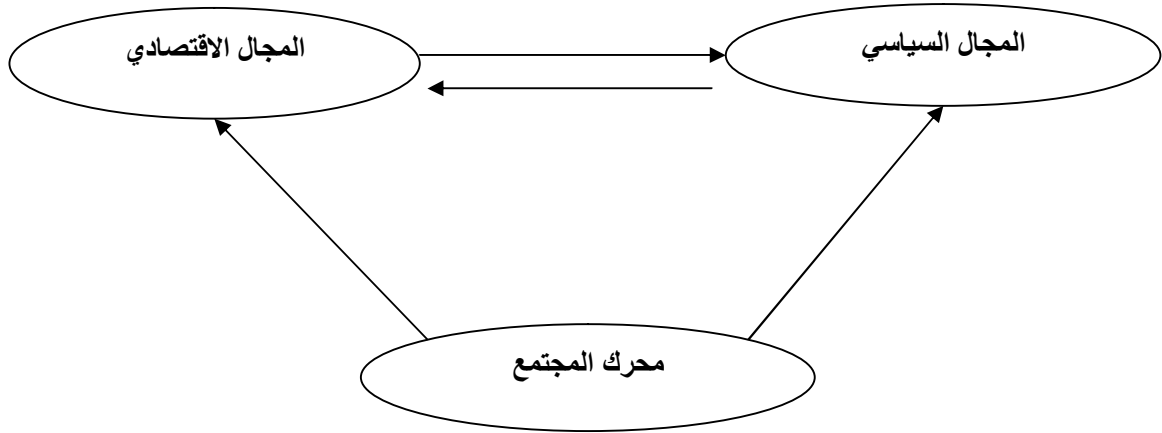 المجال السياسي
المجال الاقتصادي
محرك المجتمع